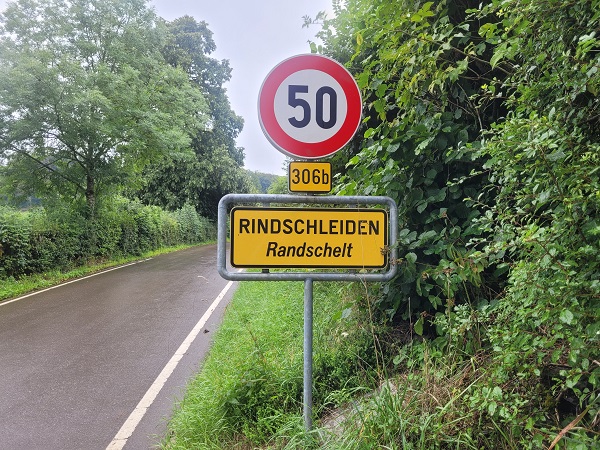 50
306b
RINDSCHLEIDEN
Randschelt